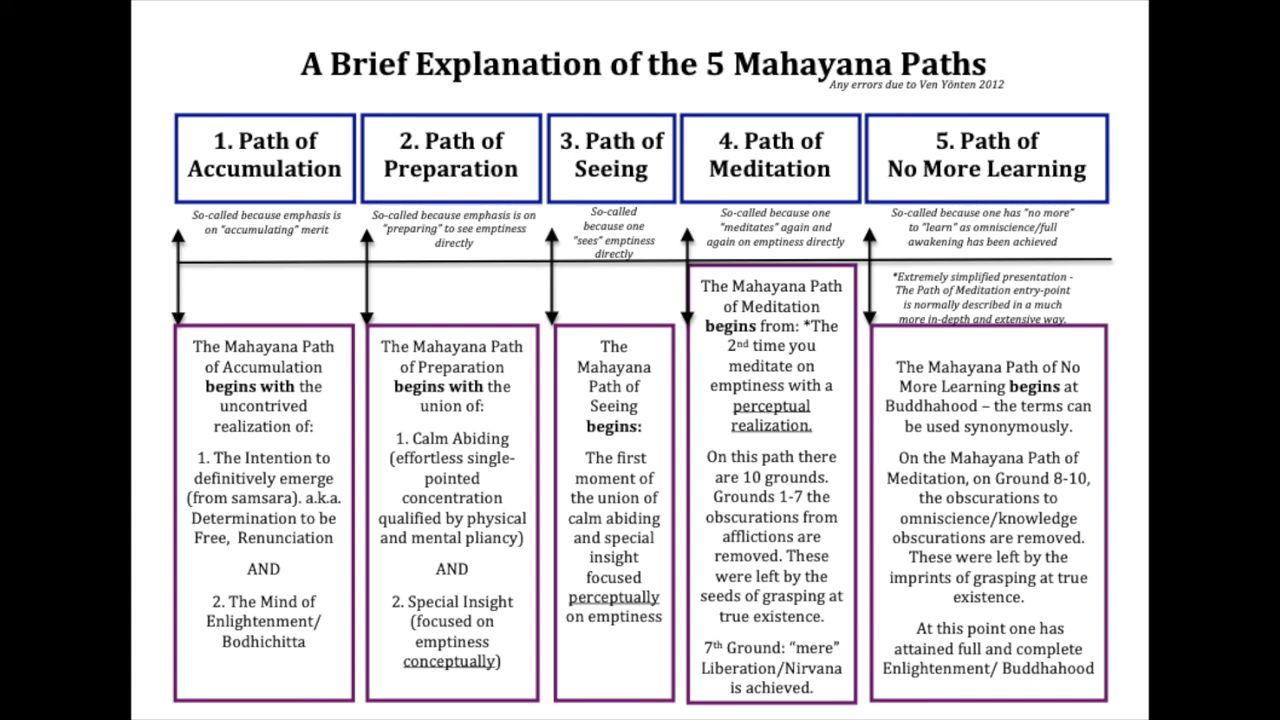 A Brief Explanation of the 5 Mahayana Paths
Any errors due to Ven Yönten 2012
1. Path of
Accumulation
2. Path of
Preparation
3. Path of
Seeing
4. Path of
Meditation
5. Path of
No More Learning
So-called because emphasis is
on "accumulating" merit
So-called because emphasis is on
"preparing" to see emptiness
directly
So-called
because one
"sees" emptiness
directly
So-called because one
"meditates" again and
again on emptiness directly
So-called because one has "no more"
to "learn" as omniscience/full
awakening has been achieved
*Extremely simplified presentation -
The Path of Meditation entry-point
is normally described in a much
more in-depth and extensive way.
The Mahayana Path
of Accumulation
begins with the
uncontrived
realization of:
1. The Intention to
definitively emerge
(from samsara). a.k.a.
Determination to be
Free, Renunciation
AND
2. The Mind of
Enlightenment/
Bodhichitta
The Mahayana Path
of Preparation
begins with the
union of:
1. Calm Abiding
(effortless single-
pointed
concentration
qualified by physical
and mental pliancy)
AND
2. Special Insight
(focused on
emptiness
conceptually)
The
Mahayana
Path of
Seeing
begins:
The first
moment of
the union of
calm abiding
and special
insight
focused
perceptually
on emptiness
The Mahayana Path
of Meditation
begins from: *The
2nd time you
meditate on
emptiness with a
perceptual
realization.
On this path there
are 10 grounds.
Grounds 1-7 the
obscurations from
afflictions are
removed. These
were left by the
seeds of grasping at
true existence.
7th Ground: "mere"
Liberation/Nirvana
is achieved.
The Mahayana Path of No
More Learning begins at
Buddhahood – the terms can
be used synonymously.
On the Mahayana Path of
Meditation, on Ground 8-10,
the obscurations to
omniscience/knowledge
obscurations are removed.
These were left by the
imprints of grasping at true
existence.
At this point one has
attained full and complete
Enlightenment/ Buddhahood